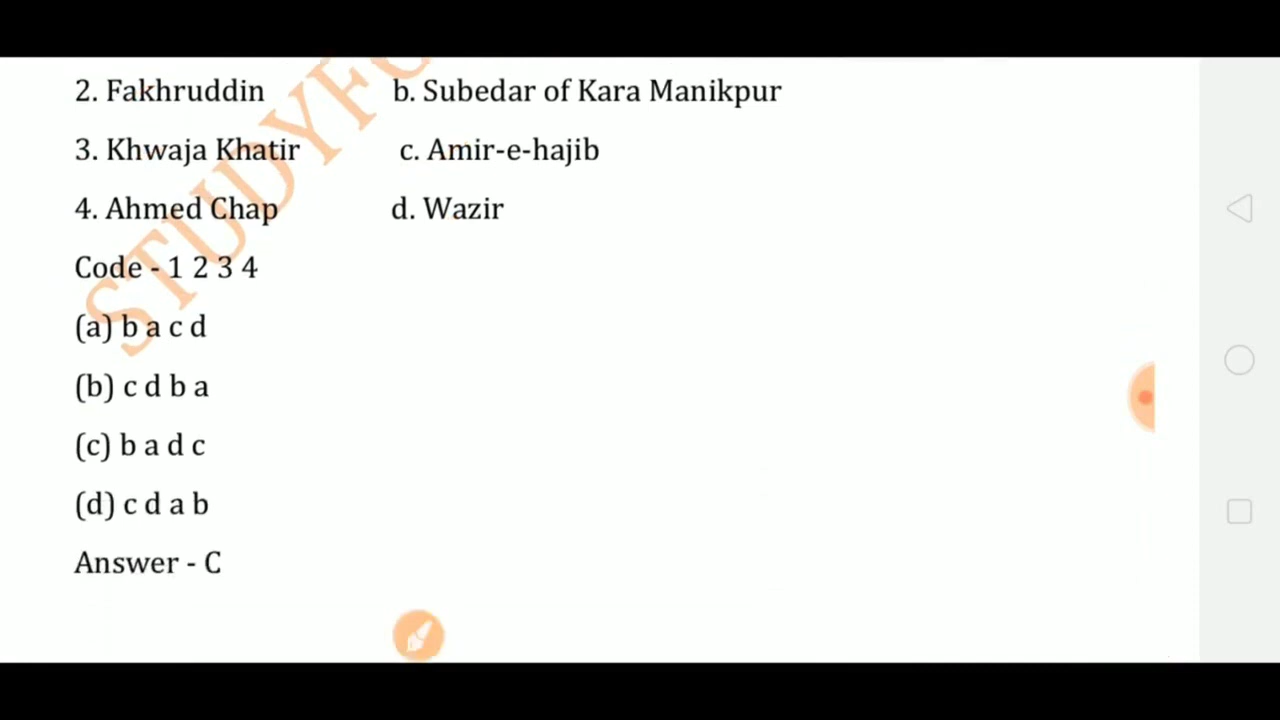 2. Fakhruddin b. Subedar of Kara Manikpur
3. Khwaja Khatir c. Amir-e-hajib
4. Ahmed Chap d. Wazir
Code - 1 2 3 4
(a) b a c d
(b) c d b a
(c) b a d c
(d) c d a b
Answer - C